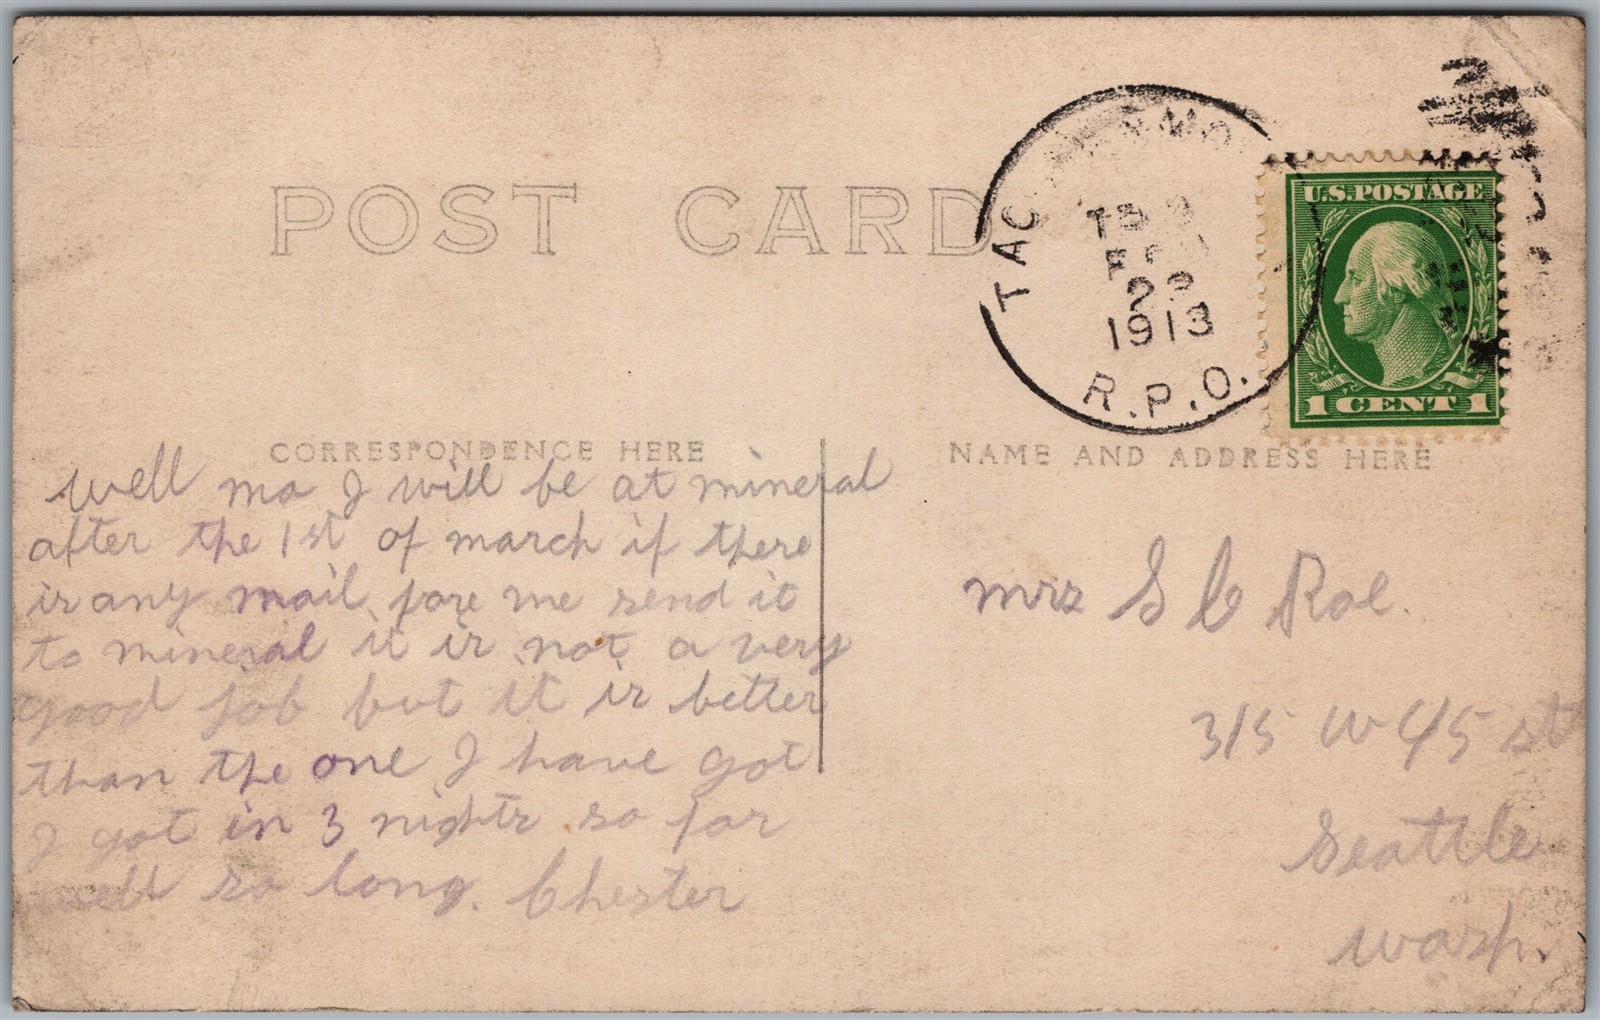 POST CARD
TAC
FEB
1913
R.P.O.
U.S. POSTAGE
1 CENT 1
CORRESPONDENCE HERE
NAME AND ADDRESS HERE
well ma I will be at mineral
after the 1st of march if there
is any mail fore me send it
to mineral it is not a very
good job but it is better
than the one I have got
I got in 3 nights so far
well so long. Chester
mrs S C Roe.
315 W 45 st
Seattle
wash.